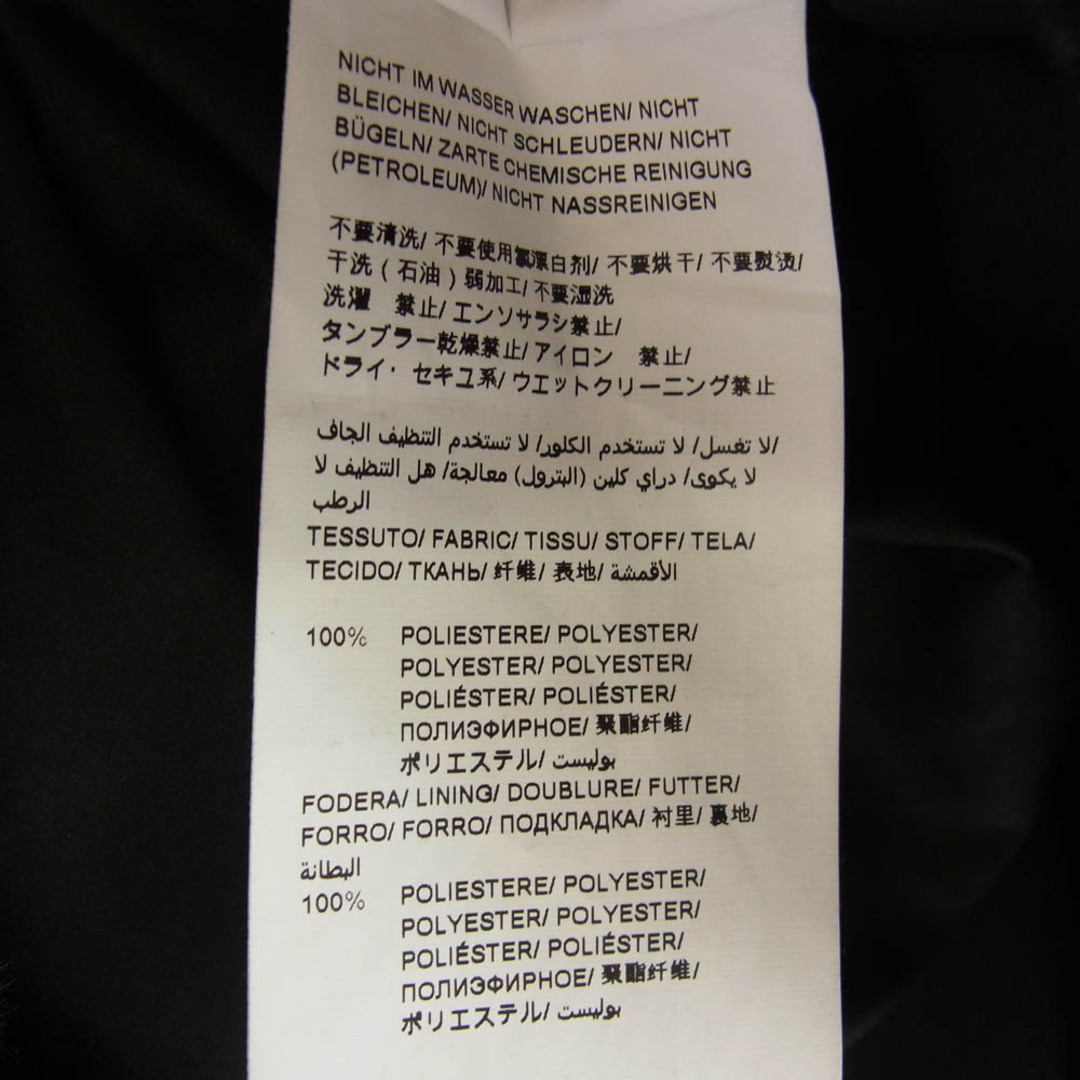 NICHT IM WASSER WASCHEN/ NICHT
BLEICHEN/ NICHT SCHLEUDERN/ NICHT
BÜGELN/ ZARTE CHEMISCHE REINIGUNG
(PETROLEUM)/ NICHT NASSREINIGEN
不要清洗/ 不要使用氯漂白剂/ 不要烘干/ 不要熨烫/
干洗 ( 石油 ) 弱加工/ 不要湿洗
洗濯 禁止/ エンソサラシ禁止/
タンブラー乾燥禁止/ アイロン 禁止/
ドライ・セキユ系/ ウエットクリーニング禁止
لا تغسل/ لا تستخدم الكلور/ لا تستخدم التنظيف الجاف/
لا يكوى/ دراي كلين (البترول) معالجة/ هل التنظيف لا
الرطب
TESSUTO/ FABRIC/ TISSU/ STOFF/ TELA/
TECIDO/ ТКАНЬ/ 纤维/ 表地/ الأقمشة
100% POLIESTERE/ POLYESTER/
POLYESTER/ POLYESTER/
POLIÉSTER/ POLIÉSTER/
ПОЛИЭФИРНОЕ/ 聚酯纤维/
ポリエステル/ بوليست
FODERA/ LINING/ DOUBLURE/ FUTTER/
FORRO/ FORRO/ ПОДКЛАДКА/ 衬里/ 裏地/
البطانة
100% POLIESTERE/ POLYESTER/
POLYESTER/ POLYESTER/
POLIÉSTER/ POLIÉSTER/
ПОЛИЭФИРНОЕ/ 聚酯纤维/
ポリエステル/ بوليست